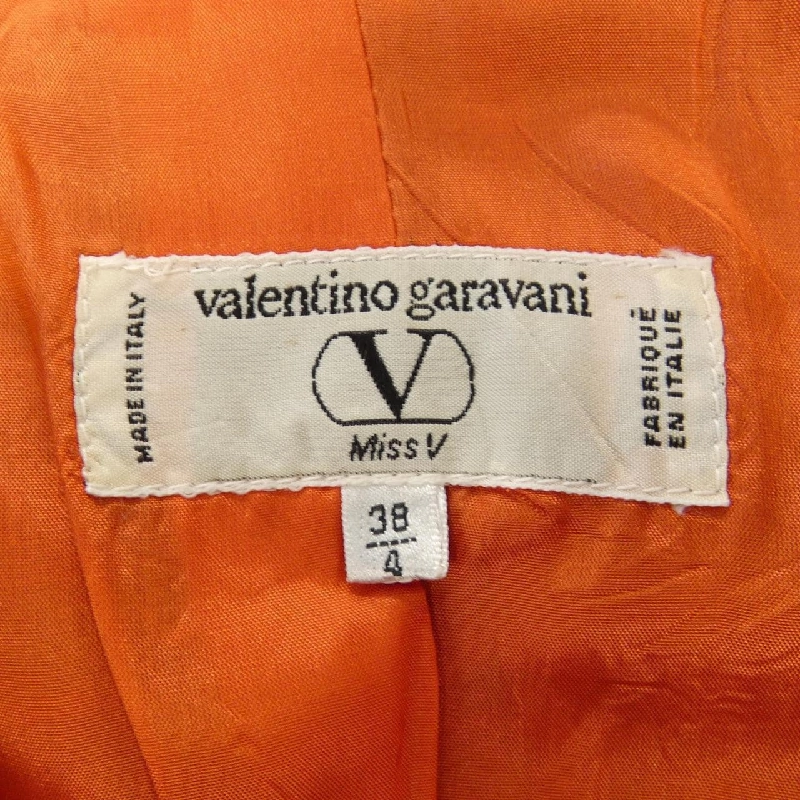 valentino garavani
V
Miss V
MADE IN ITALY
FABRIQUÉ
EN ITALIE
38
4